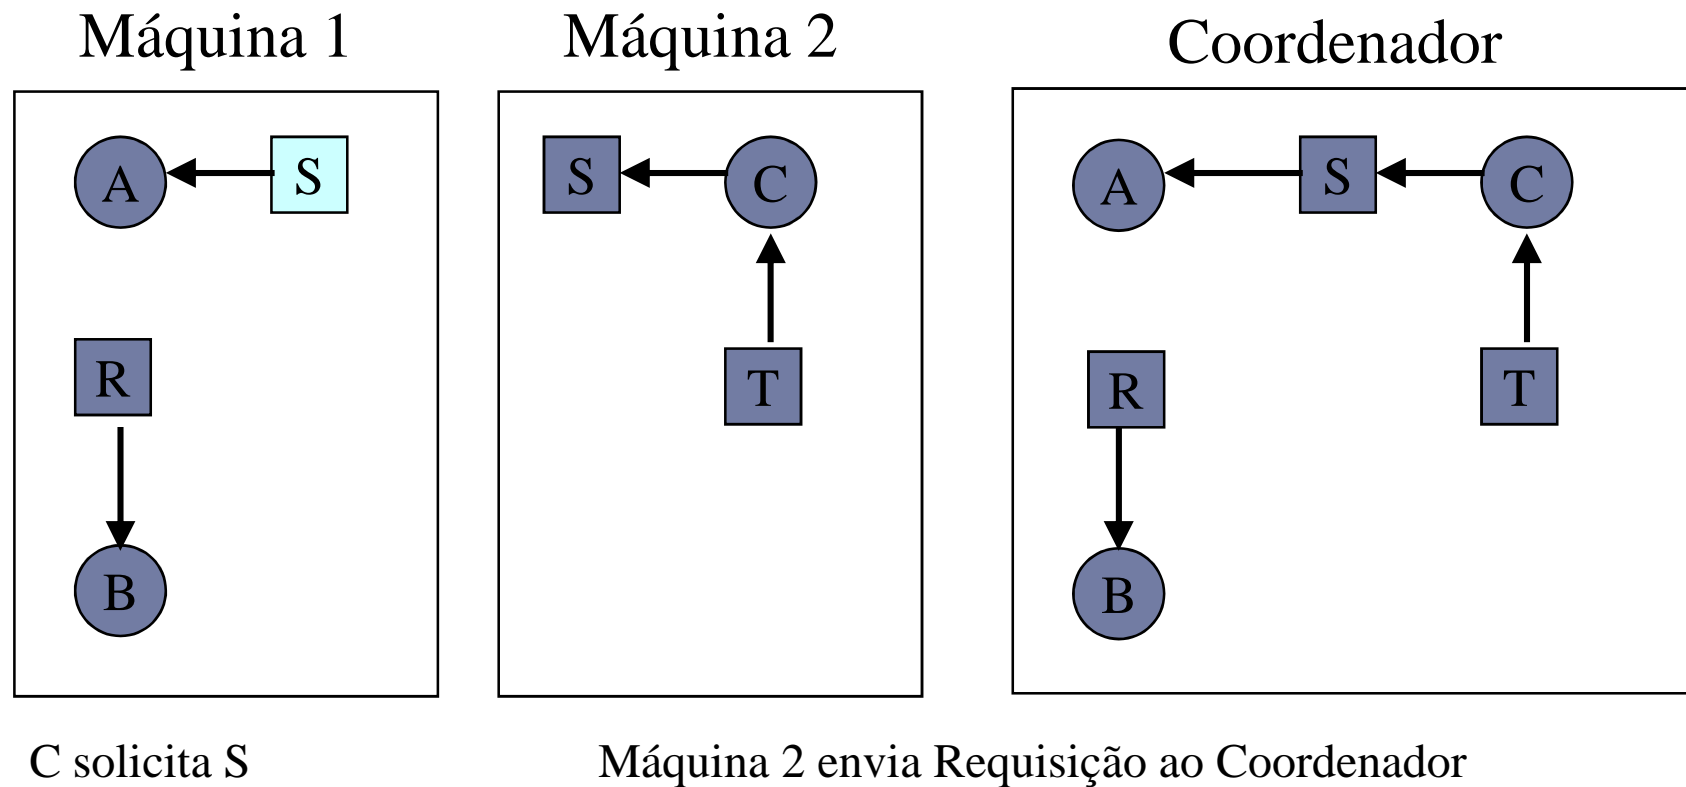 Máquina 1
Máquina 2
Coordenador
A
S
R
B
S
C
T
A
S
C
R
T
B
C solicita S
Máquina 2 envia Requisição ao Coordenador